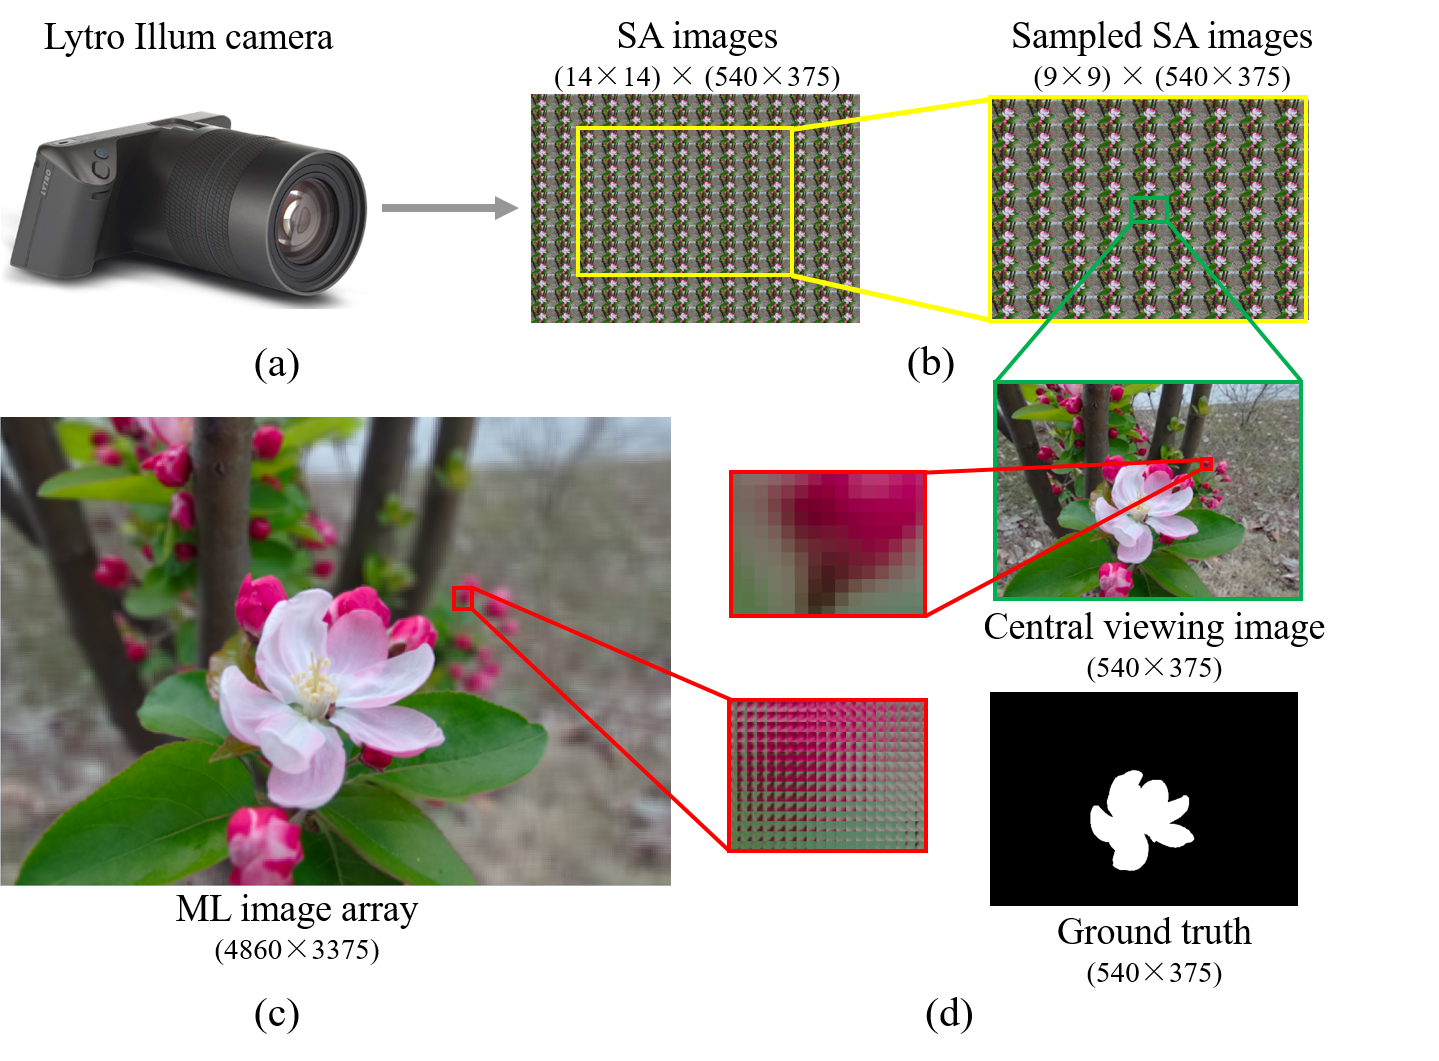 Lytro Illum camera
SA images
(14×14) × (540×375)
Sampled SA images
(9×9) × (540×375)
LYTRO
(a)
(b)
Central viewing image
(540×375)
ML image array
(4860×3375)
Ground truth
(540×375)
(c)
(d)